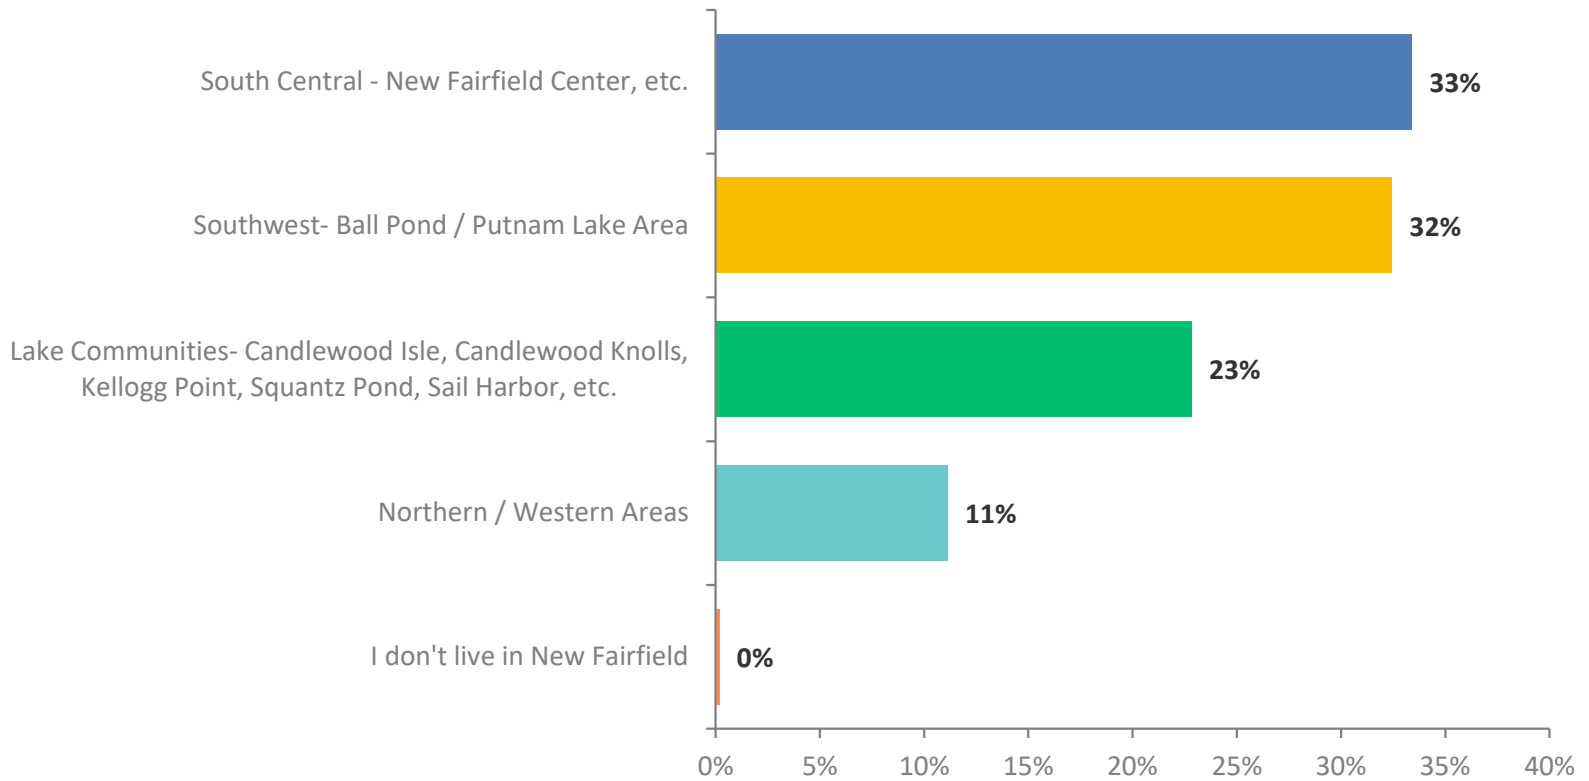 South Central - New Fairfield Center, etc.
33%
Southwest- Ball Pond / Putnam Lake Area
32%
Lake Communities- Candlewood Isle, Candlewood Knolls,
Kellogg Point, Squantz Pond, Sail Harbor, etc.
23%
Northern / Western Areas
11%
I don't live in New Fairfield
0%
0% 5% 10% 15% 20% 25% 30% 35% 40%